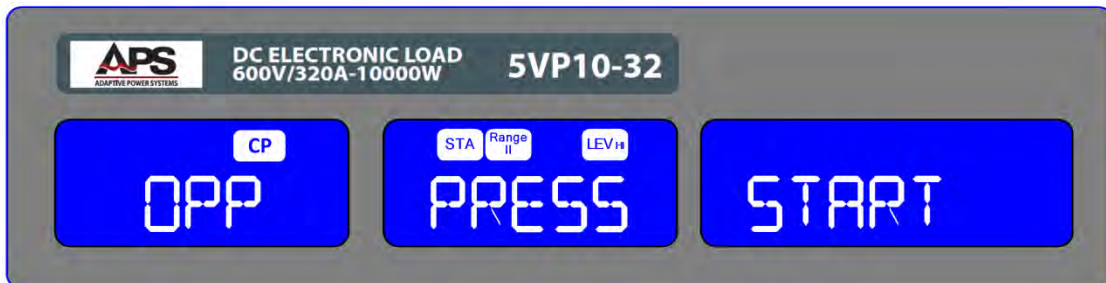 APS
ADAPTIVE POWER SYSTEMS
DC ELECTRONIC LOAD
600V/320A-10000W
5VP10-32
CP
OPP
STA
Range
II
LEV HI
PRESS
START